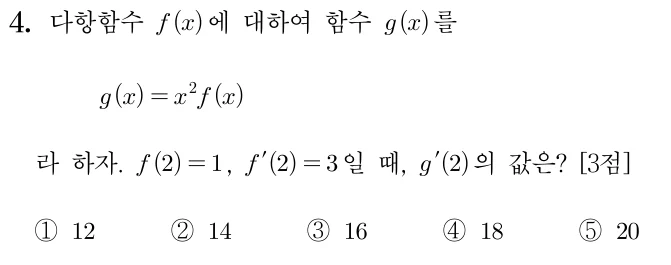 4. 다항함수 f(x)에 대하여 함수 g(x)를
g(x)=x²f(x)
라 하자. f(2)=1, f′(2)=3일 때, g′(2)의 값은? [3점]
① 12 ② 14 ③ 16 ④ 18 ⑤ 20